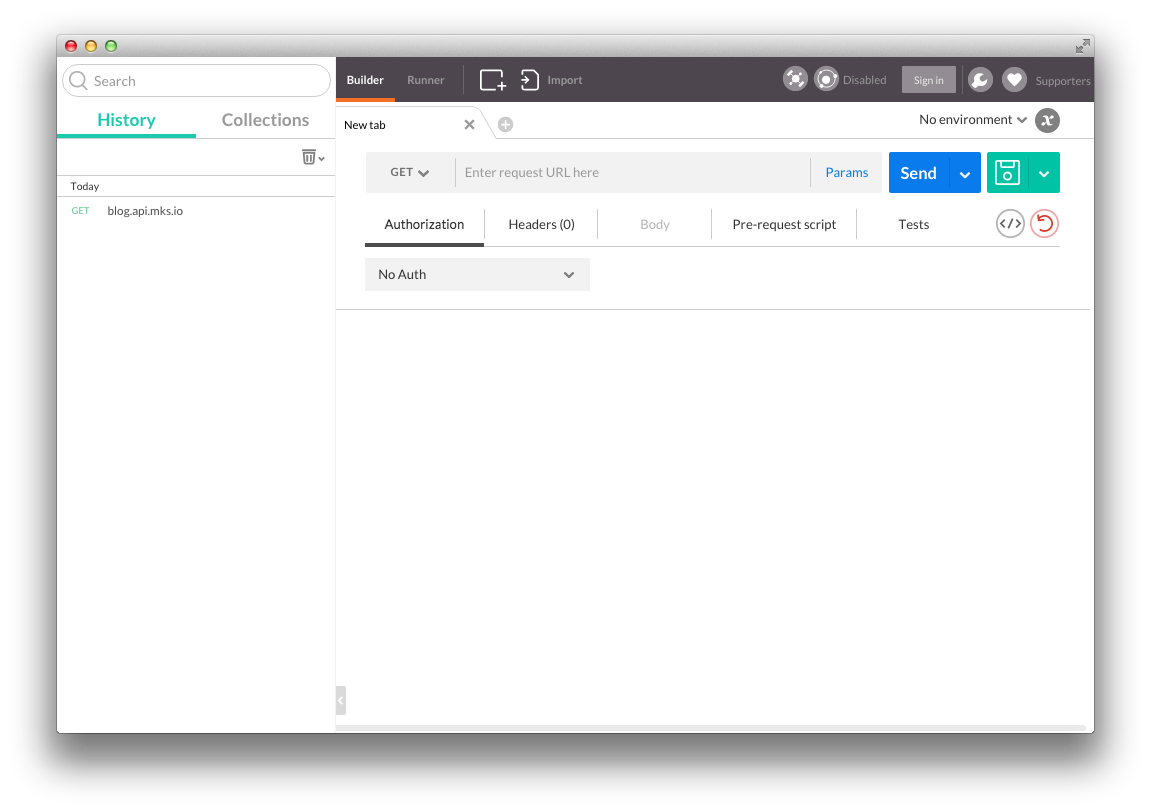 Search
History Collections
Today
GET blog.api.mks.io
Builder Runner Import Disabled Sign in Supporters
New tab No environment x
GET Enter request URL here Params Send
Authorization Headers (0) Body Pre-request script Tests </>
No Auth